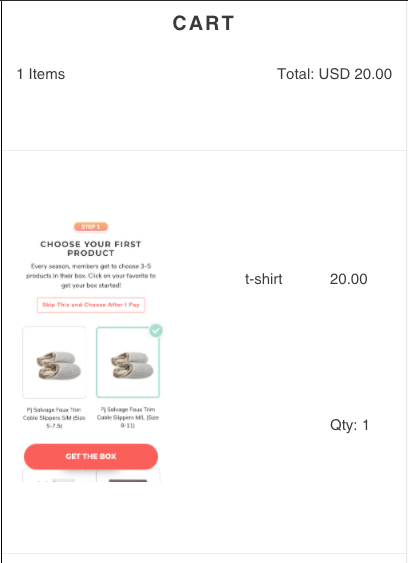 CART
1 Items
Total: USD 20.00
STEP 1
CHOOSE YOUR FIRST
PRODUCT
Every season, members get to choose 3-5
products in their box. Click on your favorite to
get your box started!
Skip This and Choose After I Pay
Pj Salvage Faux Trim
Cable Slippers S/M (Size
5-7.5)
Pj Salvage Faux Trim
Cable Slippers M/L (Size
8-11)
GET THE BOX
t-shirt
20.00
Qty: 1